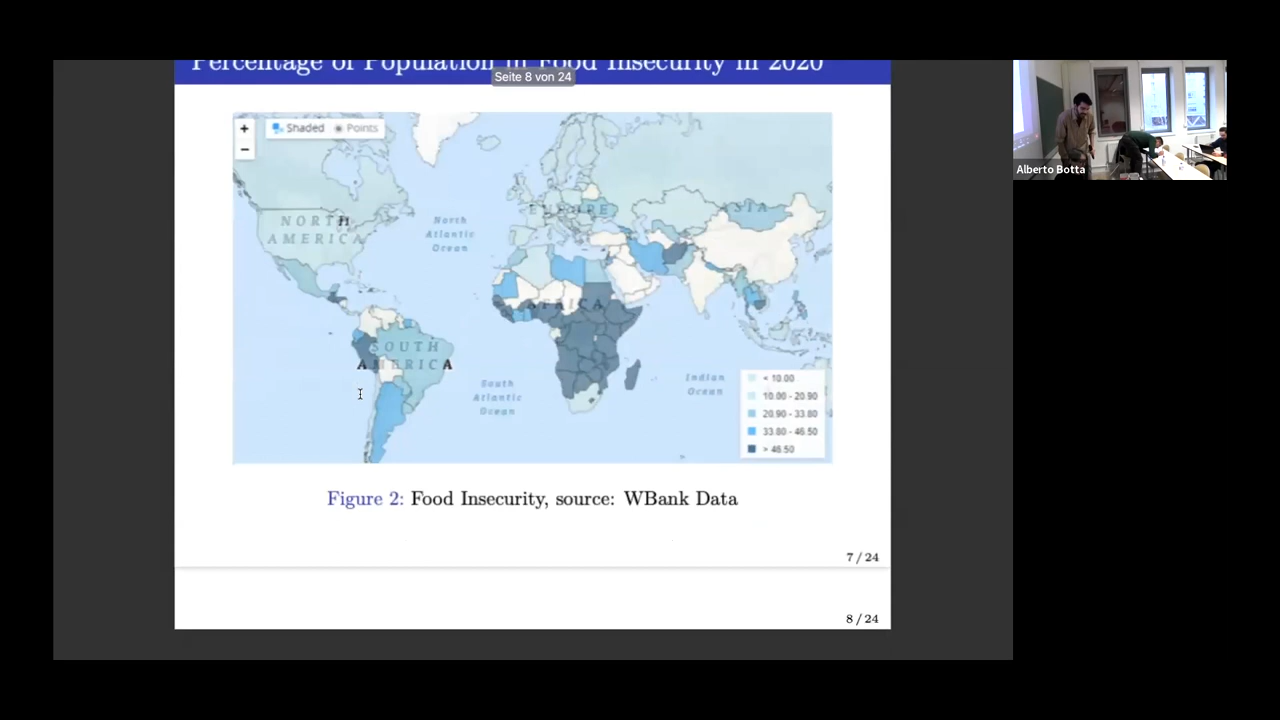 Percentage of Population in Food Insecurity in 2020
Seite 8 von 24
+
Shaded
Points
−
NORTH
AMERICA
North
Atlantic
Ocean
EUROPE
ASIA
AFRICA
SOUTH
AMERICA
South
Atlantic
Ocean
Indian
Ocean
< 10.00
10.00 - 20.90
20.90 - 33.80
33.80 - 46.50
> 46.50
Figure 2: Food Insecurity, source: WBank Data
7 / 24
8 / 24
Alberto Botta